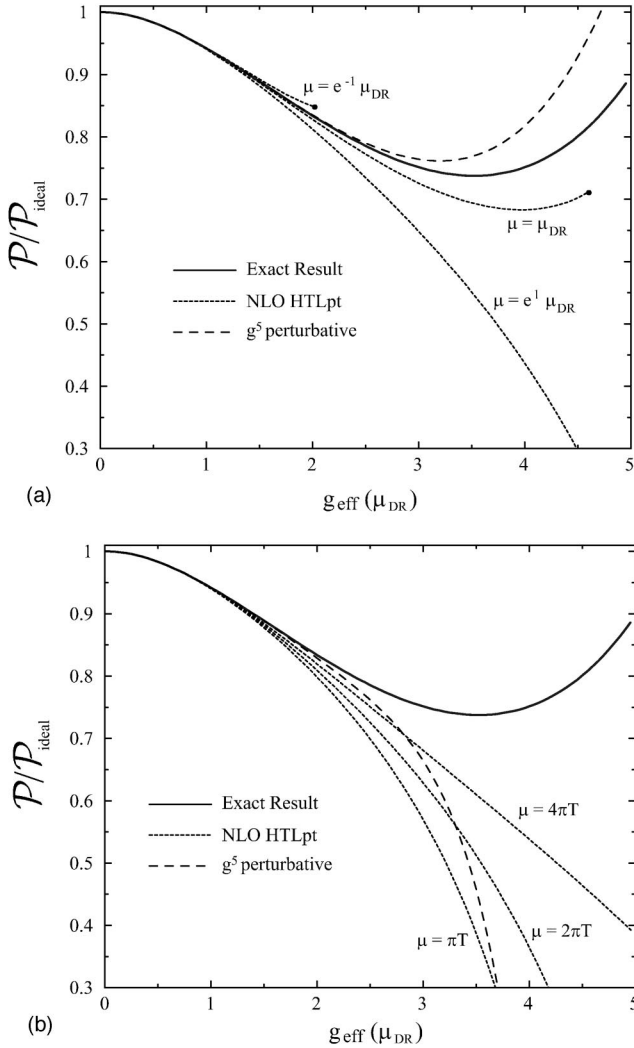 1
0.9
0.8
0.7
0.6
0.5
0.4
0.3
P/P ideal
μ = e⁻¹ μDR
μ = μDR
μ = e¹ μDR
Exact Result
NLO HTLpt
g⁵ perturbative
0 1 2 3 4 5
(a)
geff (μDR)
1
0.9
0.8
0.7
0.6
0.5
0.4
0.3
P/P ideal
Exact Result
NLO HTLpt
g⁵ perturbative
μ = 4πT
μ = πT
μ = 2πT
0 1 2 3 4 5
(b)
geff (μDR)